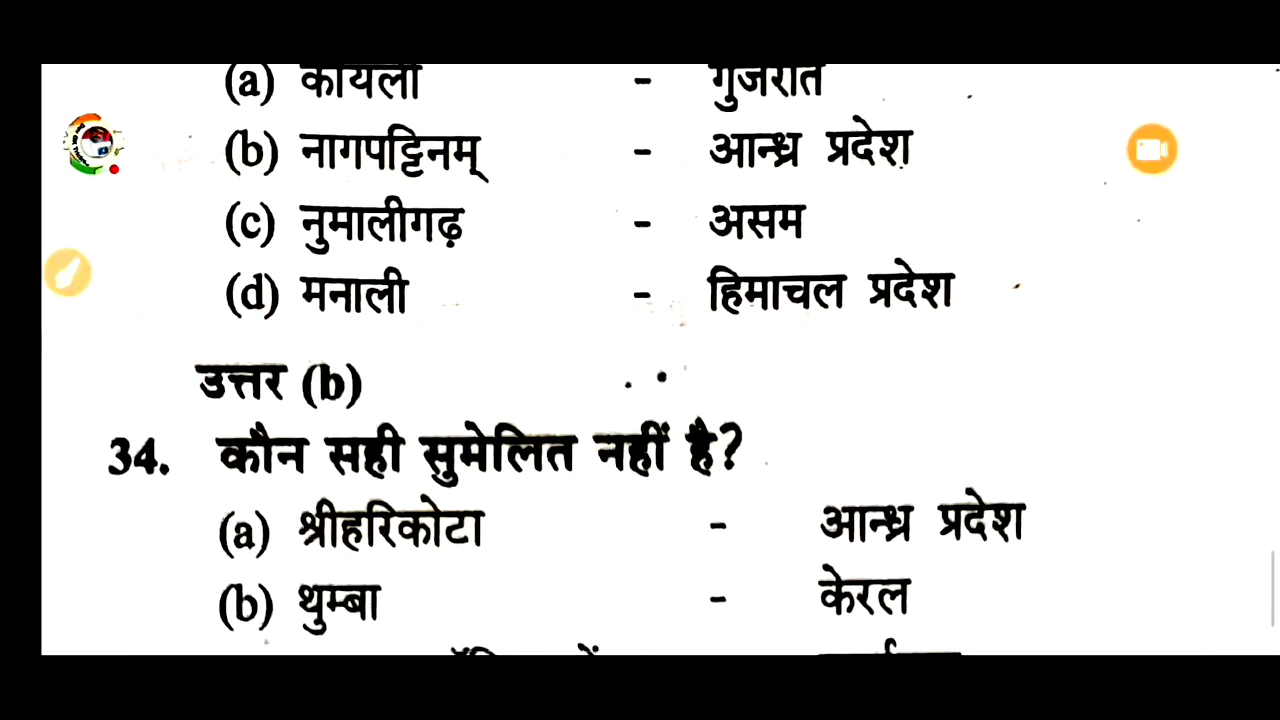 (a) कोयली - गुजरात
(b) नागपट्टिनम् - आन्ध्र प्रदेश
(c) नुमालीगढ़ - असम
(d) मनाली - हिमाचल प्रदेश
उत्तर (b)
34. कौन सही सुमेलित नहीं है?
(a) श्रीहरिकोटा - आन्ध्र प्रदेश
(b) थुम्बा - केरल